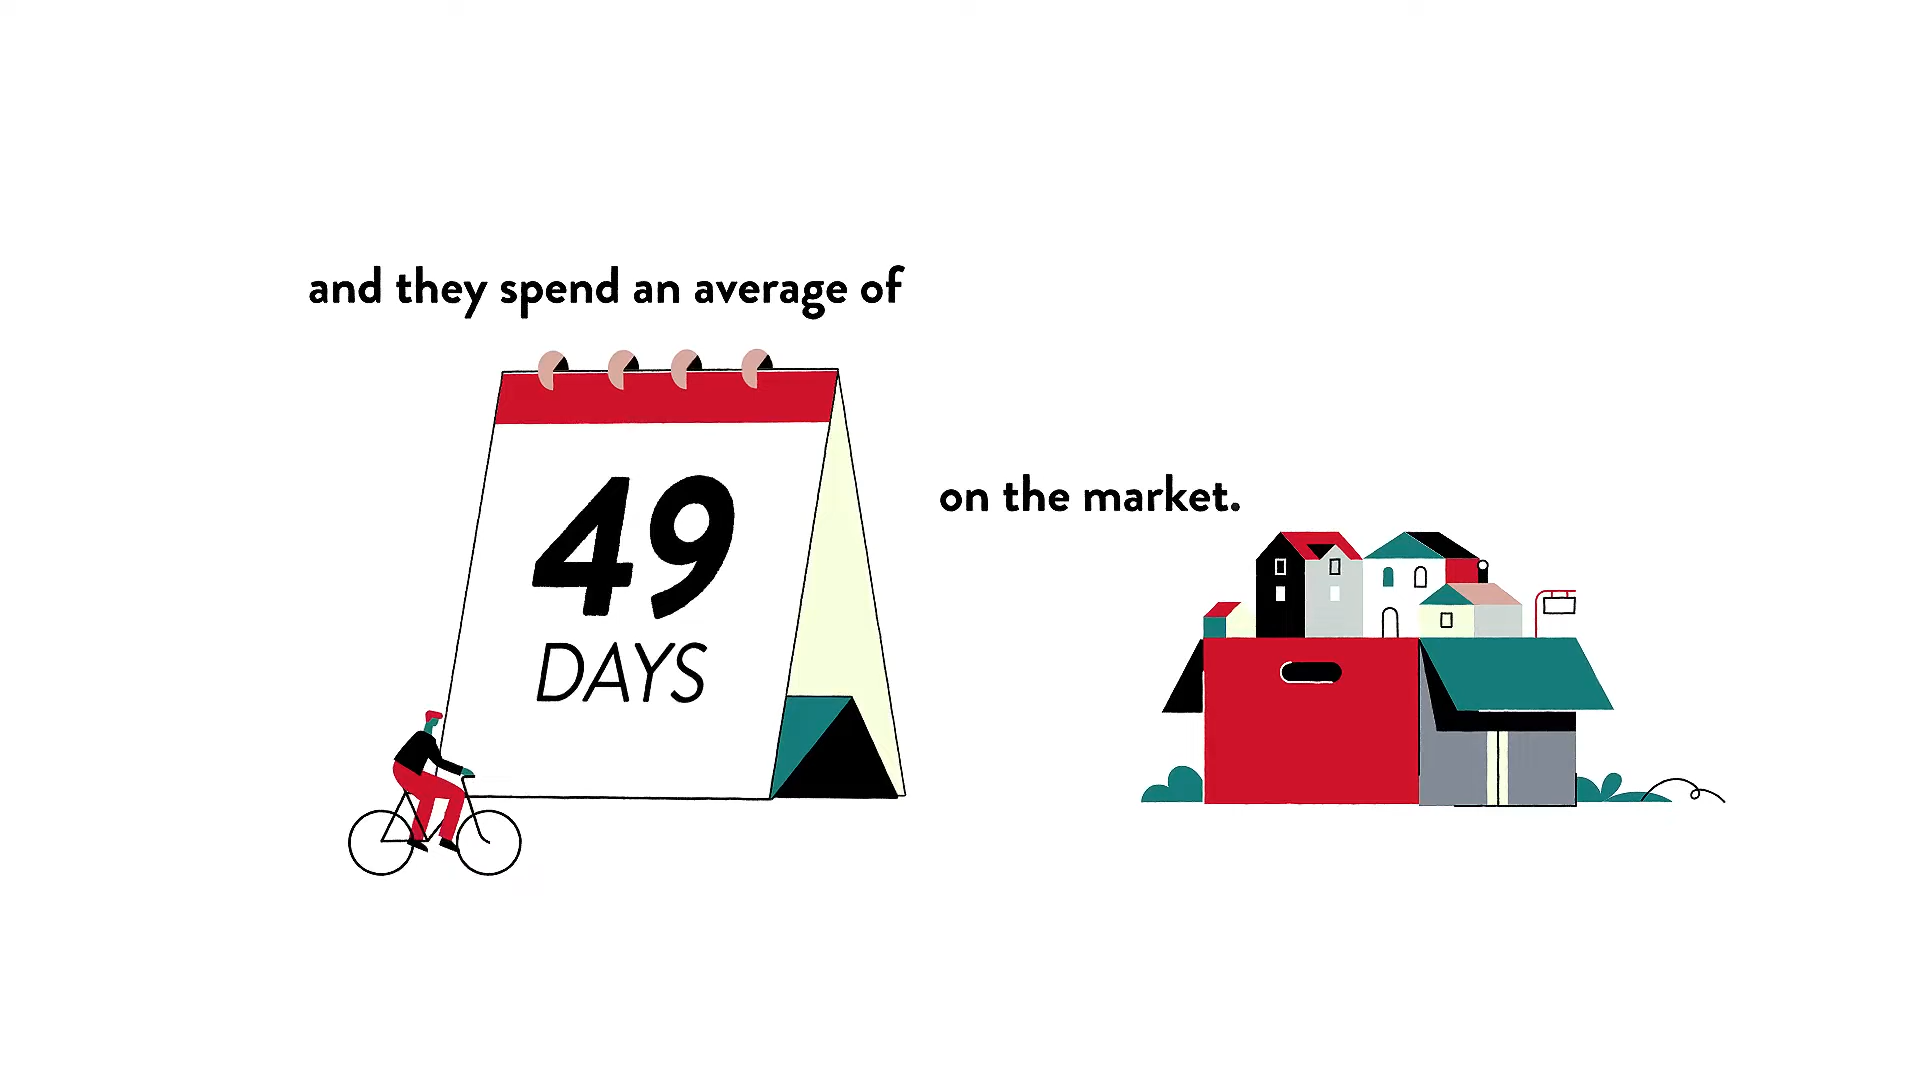 and they spend an average of
49
DAYS
on the market.